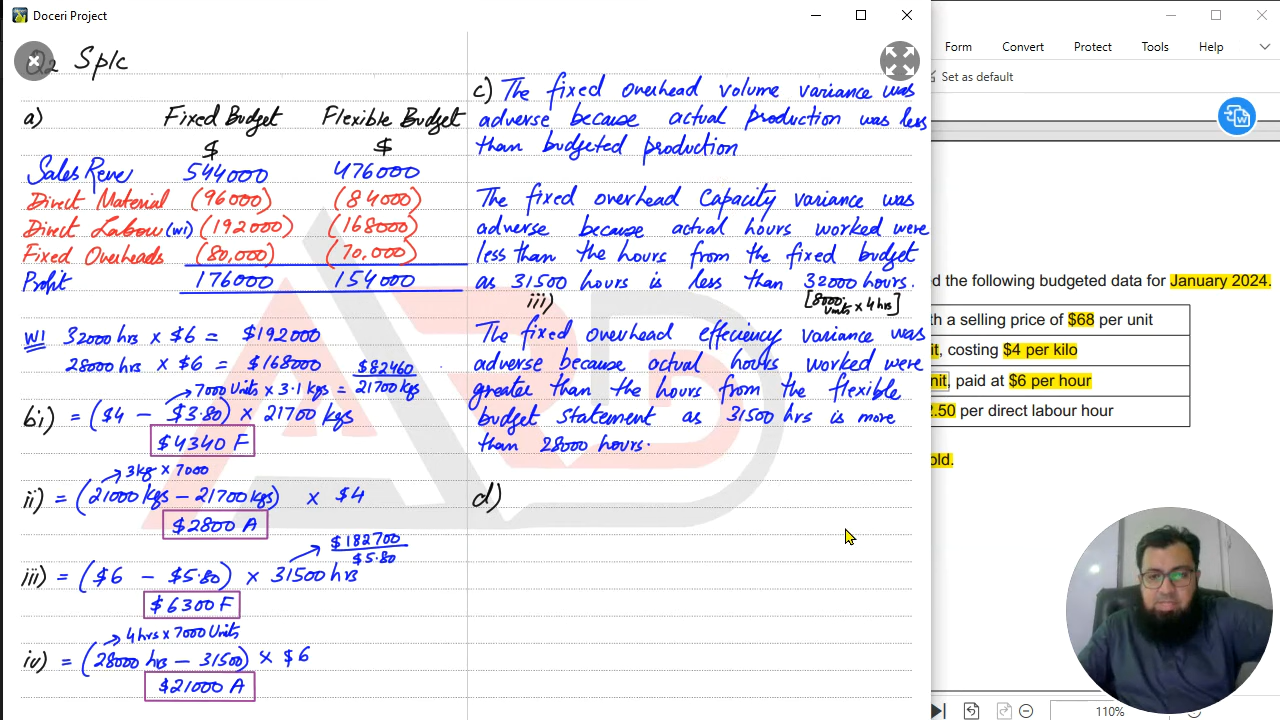 Doceri Project
Form Convert Protect Tools Help
Set as default
Q2 Splc
a) Fixed Budget Flexible Budget
$ $
Sales Reve 544000 476000
Direct Material (96000) (84000)
Direct Labou (W1) (192000) (168000)
Fixed Overheads (80,000) (70,000)
Profit 176000 154000
W1 32000 hrs x $6 = $192000
28000 hrs x $6 = $168000
$82460
7000 Units x 3.1 kgs = 21700 kgs
bi) = ($4 - $3.80) x 21700 kgs
$4340 F
3kg x 7000
ii) = (21000 kgs - 21700 kgs) x $4
$2800 A
$182700
$5.80
iii) = ($6 - $5.80) x 31500 hrs
$6300 F
4 hrs x 7000 Units
iv) = (28000 hrs - 31500) x $6
$21000 A
c) The fixed overhead volume variance was
adverse because actual production was less
than budgeted production
The fixed overhead Capacity variance was
adverse because actual hours worked were
less than the hours from the fixed budget
as 31500 hours is less than 32000 hours.
iii) [8000 units x 4 hrs]
The fixed overhead effeciency variance was
adverse because actual hours worked were
greater than the hours from the flexible
budget statement as 31500 hrs is more
than 28000 hours.
d)
d the following budgeted data for January 2024.
h a selling price of $68 per unit
it, costing $4 per kilo
nit, paid at $6 per hour
2.50 per direct labour hour
old.
110%